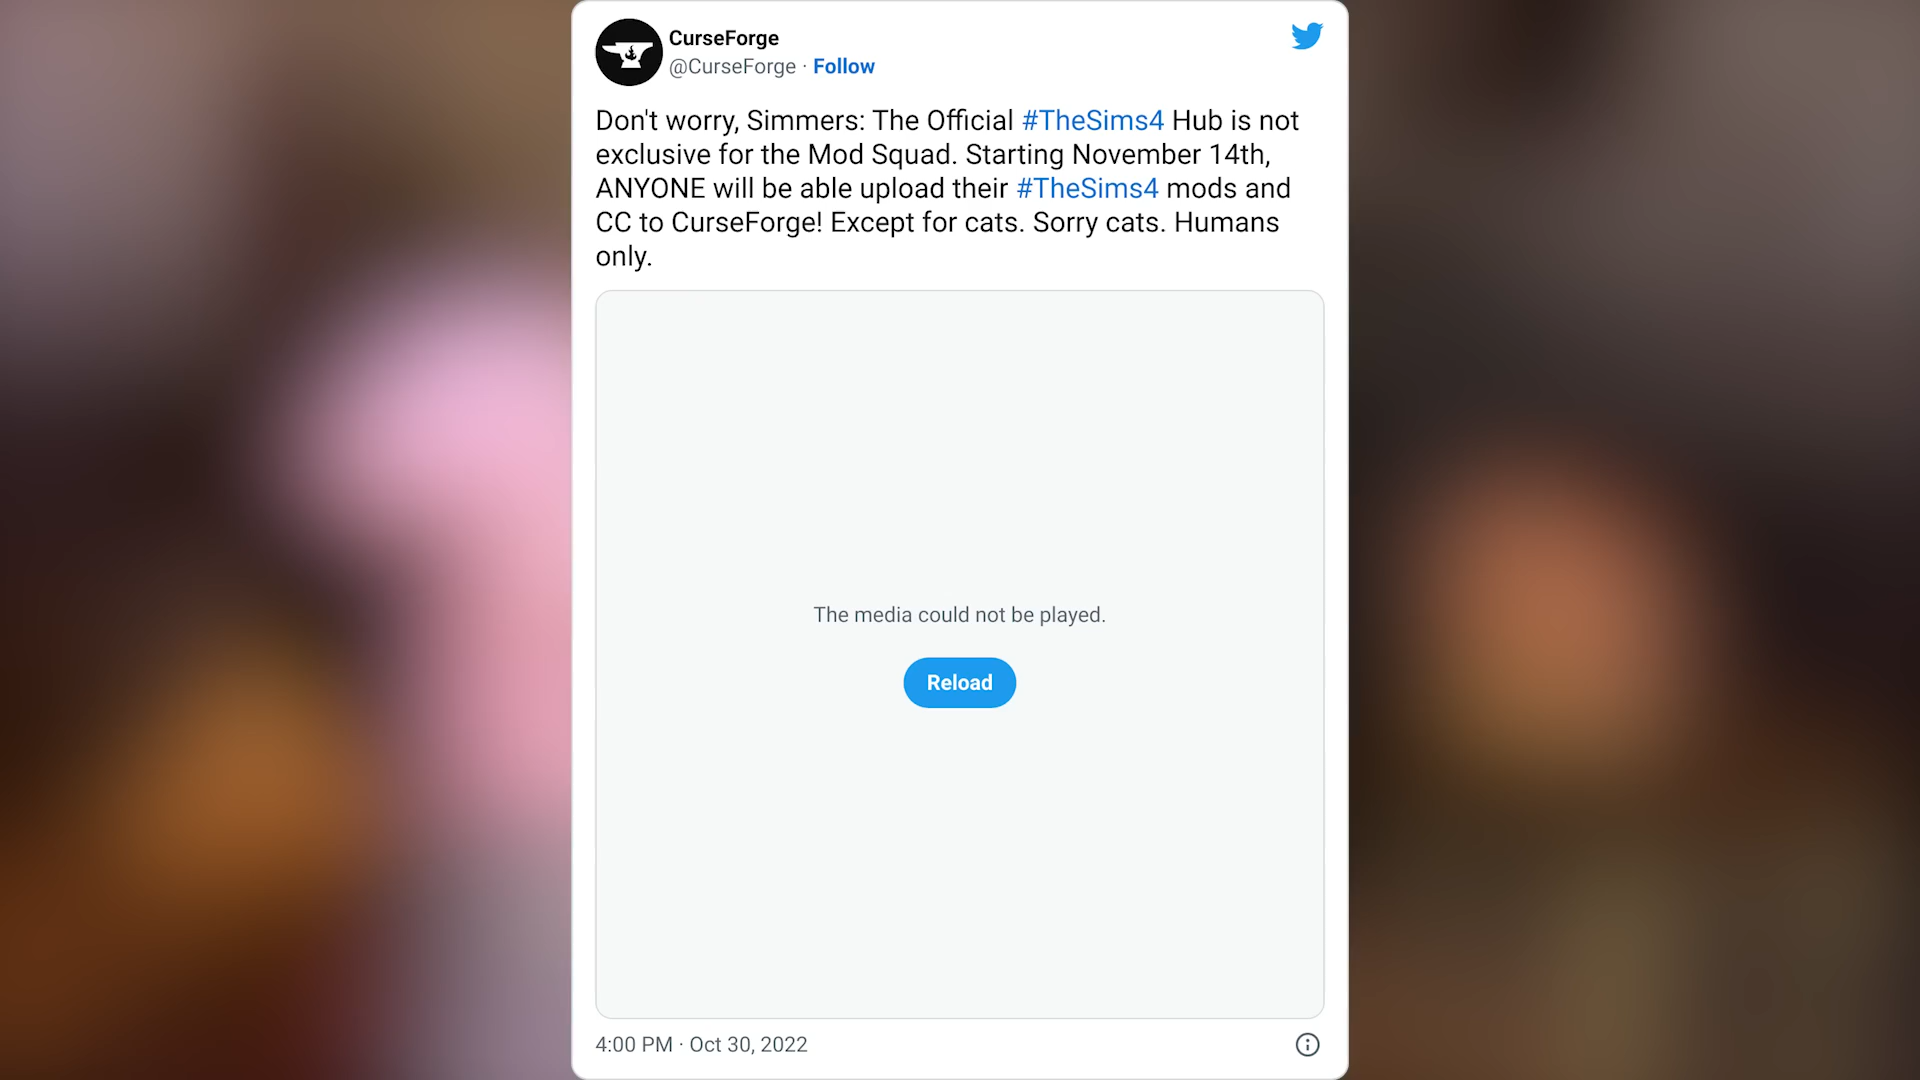 CurseForge
@CurseForge · Follow
Don't worry, Simmers: The Official #TheSims4 Hub is not
exclusive for the Mod Squad. Starting November 14th,
ANYONE will be able upload their #TheSims4 mods and
CC to CurseForge! Except for cats. Sorry cats. Humans
only.
The media could not be played.
Reload
4:00 PM · Oct 30, 2022